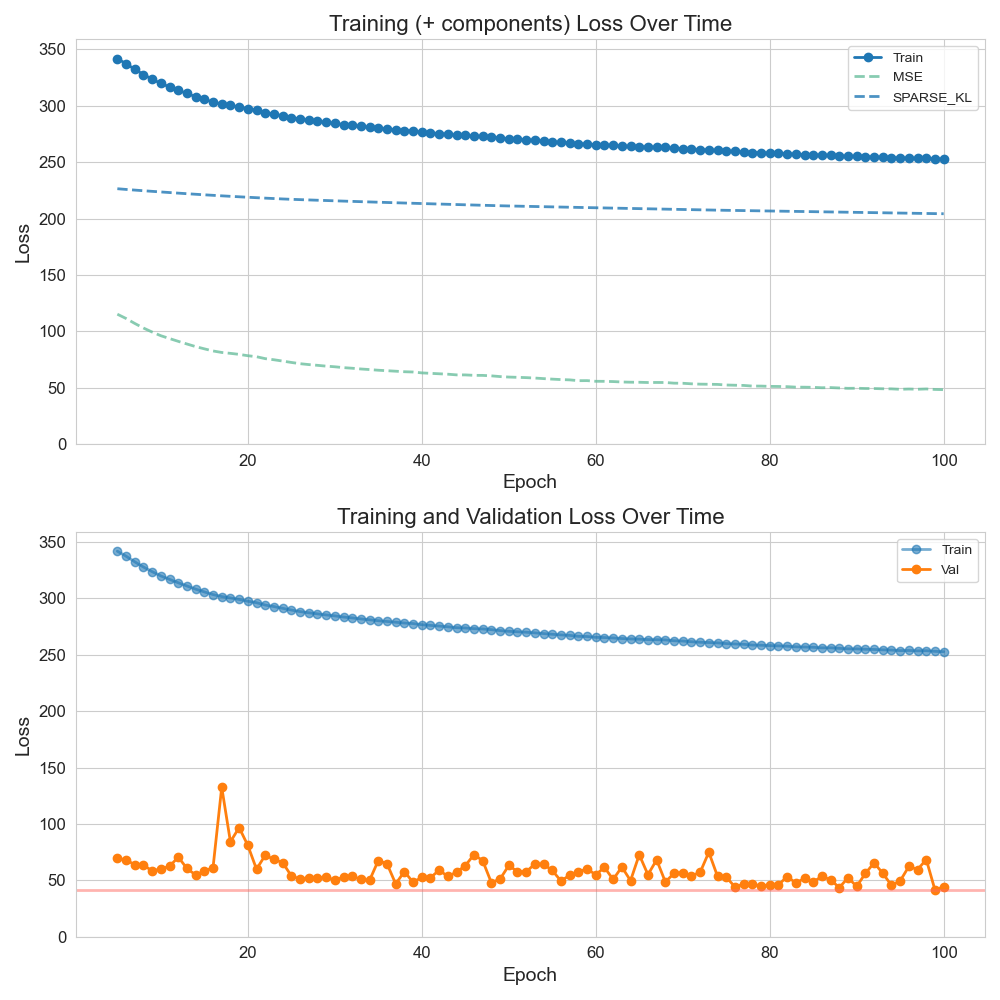 Training (+ components) Loss Over Time
350
300
250
200
150
100
50
0
Loss
Train
MSE
SPARSE_KL
20 40 60 80 100
Epoch
Training and Validation Loss Over Time
350
300
250
200
150
100
50
0
Loss
Train
Val
20 40 60 80 100
Epoch